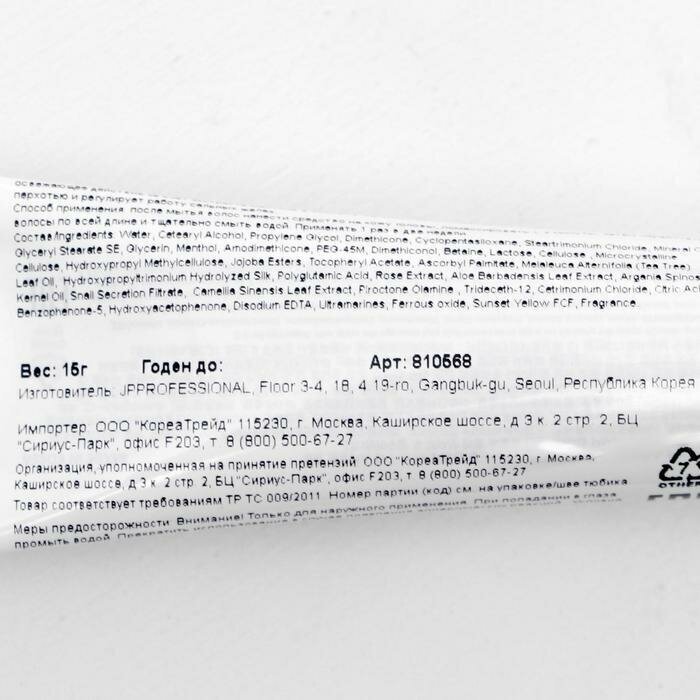 перхотью и регулирует работу сальных желез.
Способ применения: после мытья волос нанести средство на кожу головы
волосы по всей длине и тщательно смыть водой. Применять 1 раз в две недели.
Состав/Ingredients: Water, Cetearyl Alcohol, Propylene Glycol, Dimethicone, Cyclopentasiloxane, Steartrimonium Chloride, Mineral
Glyceryl Stearate SE, Glycerin, Menthol, Amodimethicone, PEG-45M, Dimethiconol, Betaine, Lactose, Cellulose , Microcrystalline
Cellulose, Hydroxypropyl Methylcellulose, Jojoba Esters, Tocopheryl Acetate, Ascorbyl Palmitate, Melaleuca Alternifolia (Tea Tree)
Leaf Oil, Hydroxypropyltrimonium Hydrolyzed Silk, Polyglutamic Acid, Rose Extract, Aloe Barbadensis Leaf Extract, Argania Spinos
Kernel Oil, Snail Secretion Filtrate, Camellia Sinensis Leaf Extract, Piroctone Olamine , Trideceth-12, Cetrimonium Chloride, Citric Acid
Benzophenone-5, Hydroxyacetophenone, Disodium EDTA, Ultramarines, Ferrous oxide, Sunset Yellow FCF, Fragrance.
Вес: 15г Годен до: Арт: 810568
Изготовитель: JPPROFESSIONAL, Floor 3-4, 18, 4 19-ro, Gangbuk-gu, Seoul, Республика Корея
Импортер: ООО "КореаТрейд" 115230, г. Москва, Каширское шоссе, д 3 к. 2 стр. 2, БЦ
"Сириус-Парк", офис F203, т. 8 (800) 500-67-27
Организация, уполномоченная на принятие претензий: ООО "КореаТрейд" 115230, г. Москва,
Каширское шоссе, д 3 к. 2 стр. 2, БЦ "Сириус-Парк", офис F203, т. 8 (800) 500-67-27
Товар соответствует требованиям ТР ТС 009/2011. Номер партии (код) см. на упаковке/шве тюбика
Меры предосторожности: Внимание! Только для наружного применения. При попадании в глаза
промыть водой. Прекратить использование в случае
7